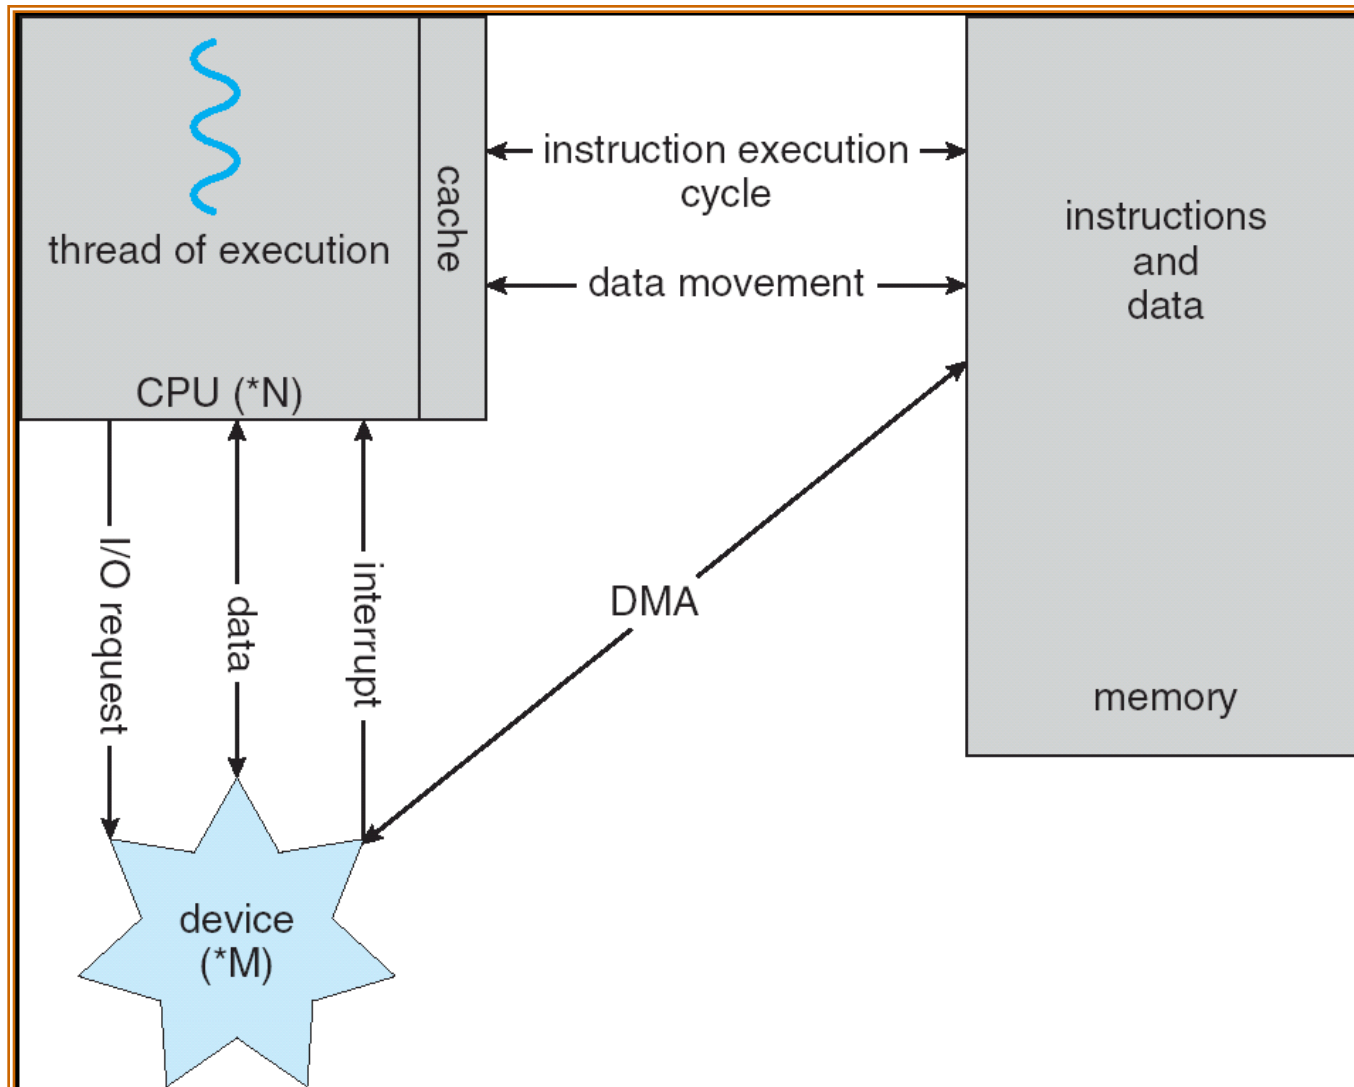 thread of execution
CPU (*N)
cache
instruction execution
cycle
data movement
instructions
and
data
memory
I/O request
data
interrupt
DMA
device
(*M)